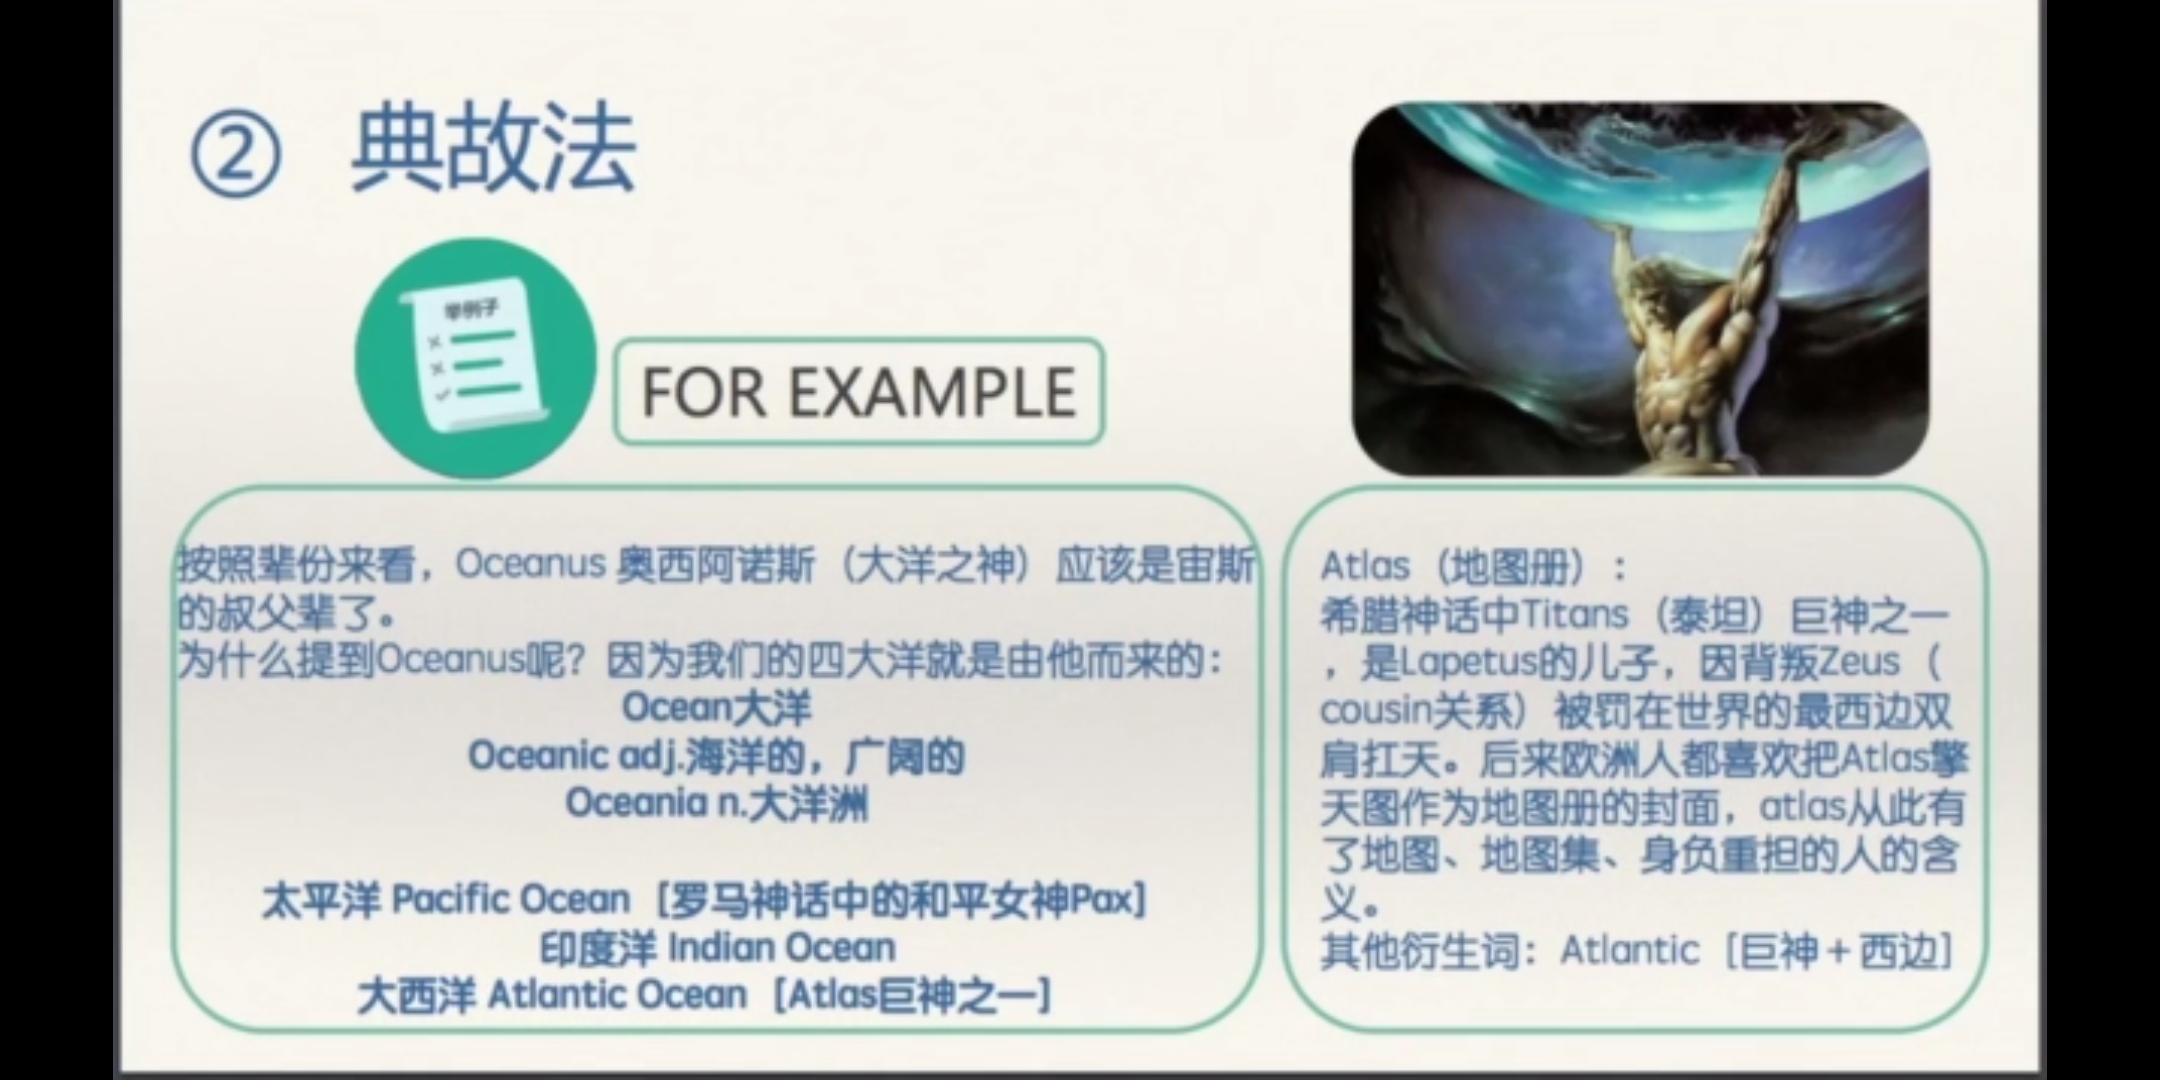 ② 典故法
举例子
FOR EXAMPLE
按照辈份来看，Oceanus 奥西阿诺斯（大洋之神）应该是宙斯
的叔父辈了。
为什么提到Oceanus呢？因为我们的四大洋就是由他而来的：
Ocean大洋
Oceanic adj.海洋的，广阔的
Oceania n.大洋洲
太平洋 Pacific Ocean［罗马神话中的和平女神Pax］
印度洋 Indian Ocean
大西洋 Atlantic Ocean［Atlas巨神之一］
Atlas（地图册）：
希腊神话中Titans（泰坦）巨神之一
，是Lapetus的儿子，因背叛Zeus（
cousin关系）被罚在世界的最西边双
肩扛天。后来欧洲人都喜欢把Atlas擎
天图作为地图册的封面，atlas从此有
了地图、地图集、身负重担的人的含
义。
其他衍生词：Atlantic［巨神＋西边］